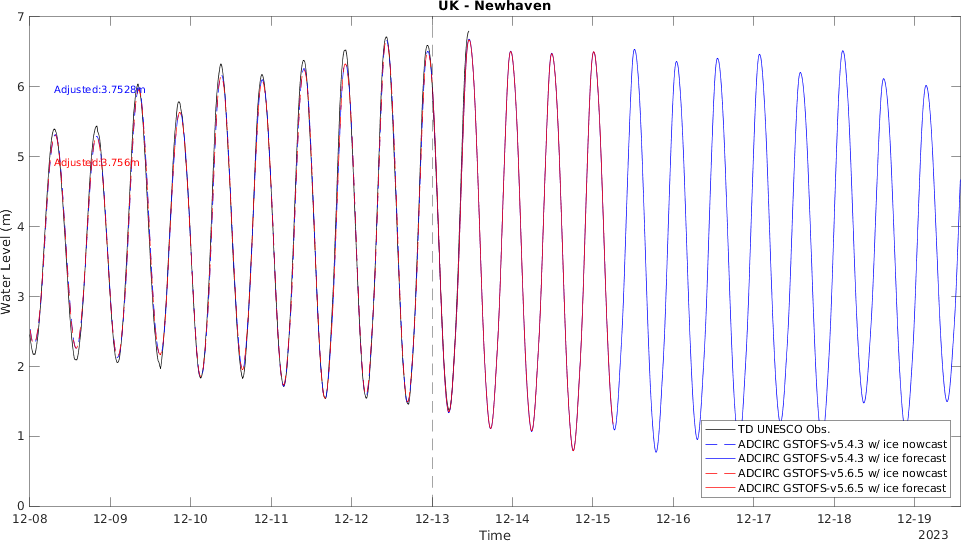 UK - Newhaven
7
6
5
4
3
2
1
0
Water Level (m)
Adjusted:3.7528m
Adjusted:3.756m
TD UNESCO Obs.
ADCIRC GSTOFS-v5.4.3 w/ ice nowcast
ADCIRC GSTOFS-v5.4.3 w/ ice forecast
ADCIRC GSTOFS-v5.6.5 w/ ice nowcast
ADCIRC GSTOFS-v5.6.5 w/ ice forecast
12-08 12-09 12-10 12-11 12-12 12-13 12-14 12-15 12-16 12-17 12-18 12-19
Time
2023